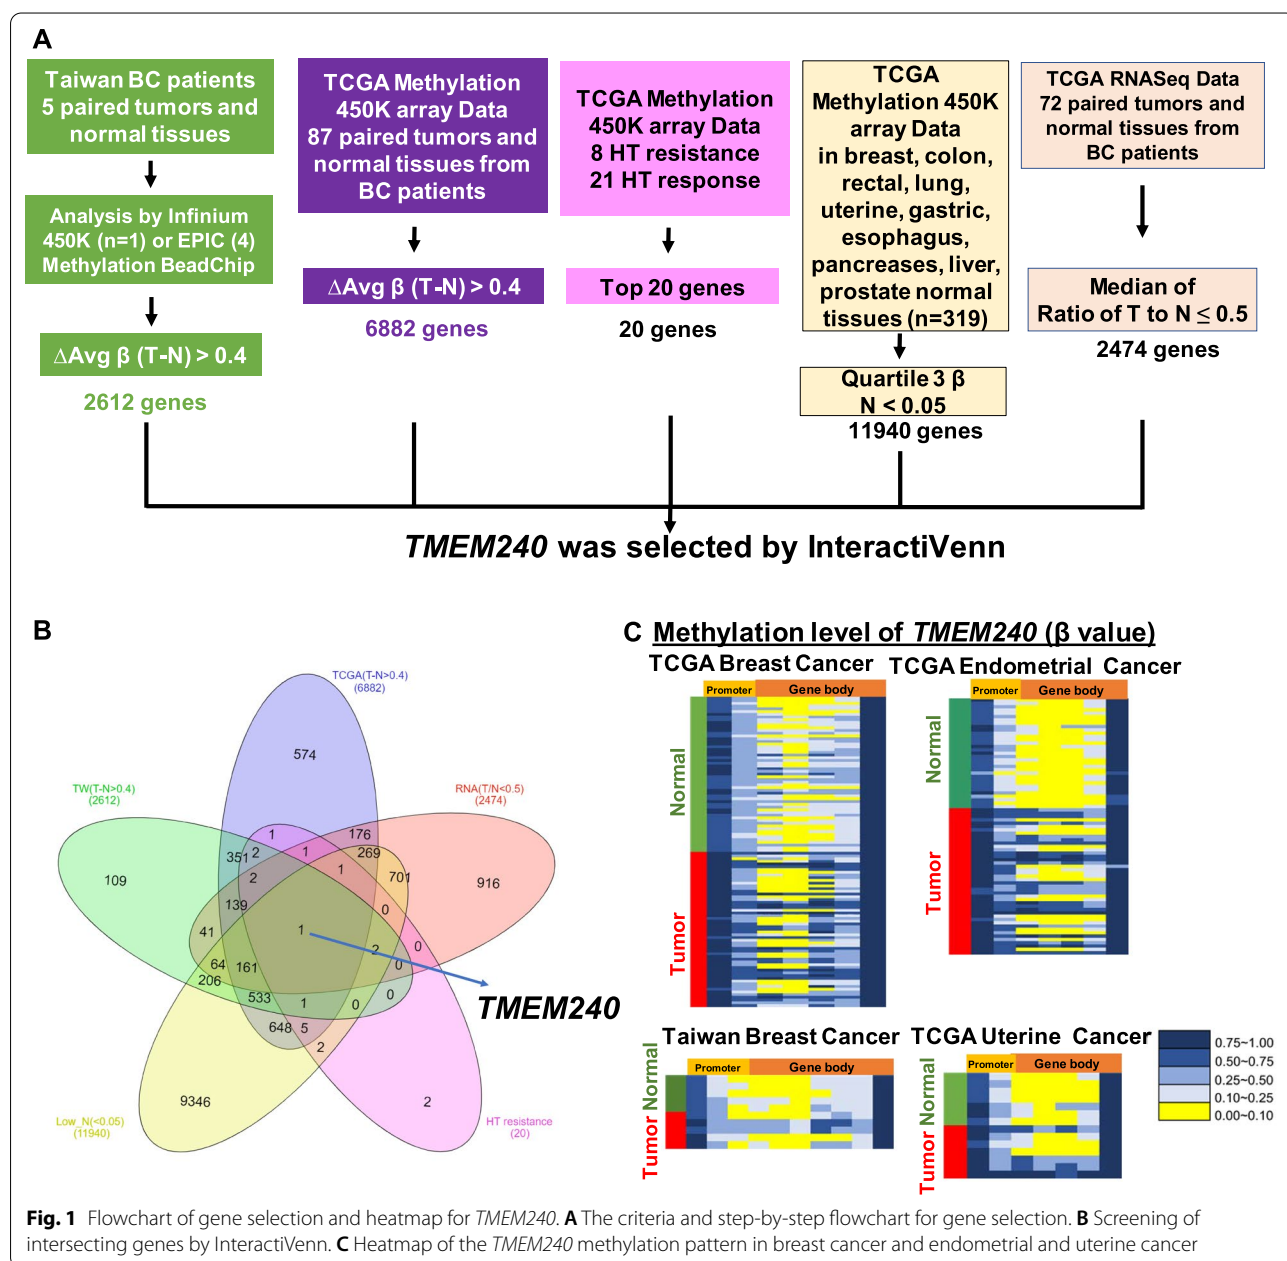 A
Taiwan BC patients
5 paired tumors and
normal tissues
Analysis by Infinium
450K (n=1) or EPIC (4)
Methylation BeadChip
∆Avg β (T-N) > 0.4
2612 genes
TCGA Methylation
450K array Data
87 paired tumors and
normal tissues from
BC patients
∆Avg β (T-N) > 0.4
6882 genes
TCGA Methylation
450K array Data
8 HT resistance
21 HT response
Top 20 genes
20 genes
TCGA
Methylation 450K
array Data
in breast, colon,
rectal, lung,
uterine, gastric,
esophagus,
pancreases, liver,
prostate normal
tissues (n=319)
Quartile 3 β
N < 0.05
11940 genes
TCGA RNASeq Data
72 paired tumors and
normal tissues from
BC patients
Median of
Ratio of T to N ≤ 0.5
2474 genes
TMEM240 was selected by InteractiVenn
B
TCGA(T-N>0.4)
(6882)
574
TW(T-N>0.4)
(2612)
RNA(T/N<0.5)
(2474)
1
176
351
2
1
269
2
1
701
109
916
139
0
41
1
2
0
64
161
0
206
533
1
0
0
TMEM240
648
5
2
9346
2
Low_N(<0.05)
(11940)
HT resistance
(20)
C Methylation level of TMEM240 (β value)
TCGA Breast Cancer
Promoter
Gene body
Normal
Tumor
TCGA Endometrial Cancer
Promoter
Gene body
Normal
Tumor
Taiwan Breast Cancer
Promoter
Gene body
Normal
Tumor
TCGA Uterine Cancer
Promoter
Gene body
Normal
Tumor
0.75~1.00
0.50~0.75
0.25~0.50
0.10~0.25
0.00~0.10
Fig. 1 Flowchart of gene selection and heatmap for TMEM240. A The criteria and step-by-step flowchart for gene selection. B Screening of
intersecting genes by InteractiVenn. C Heatmap of the TMEM240 methylation pattern in breast cancer and endometrial and uterine cancer